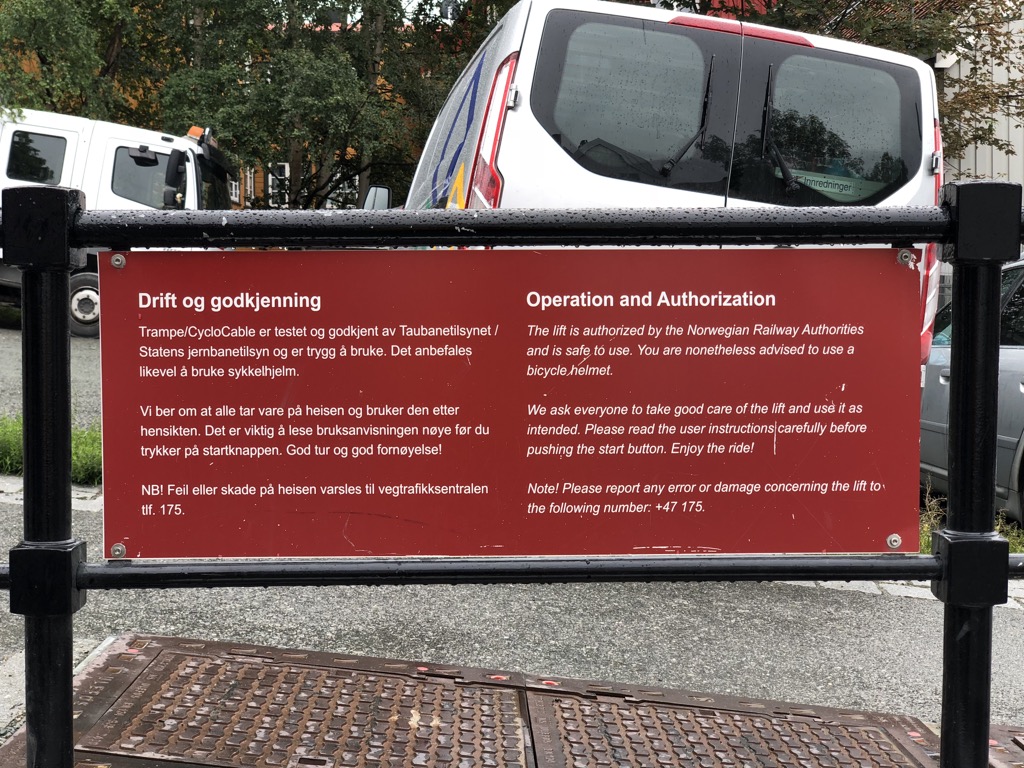 Innredninger
Drift og godkjenning
Trampe/CycloCable er testet og godkjent av Taubanetilsynet /
Statens jernbanetilsyn og er trygg å bruke. Det anbefales
likevel å bruke sykkelhjelm.
Vi ber om at alle tar vare på heisen og bruker den etter
hensikten. Det er viktig å lese bruksanvisningen nøye før du
trykker på startknappen. God tur og god fornøyelse!
NB! Feil eller skade på heisen varsles til vegtrafikksentralen
tlf. 175.
Operation and Authorization
The lift is authorized by the Norwegian Railway Authorities
and is safe to use. You are nonetheless advised to use a
bicycle helmet.
We ask everyone to take good care of the lift and use it as
intended. Please read the user instructions carefully before
pushing the start button. Enjoy the ride!
Note! Please report any error or damage concerning the lift to
the following number: +47 175.